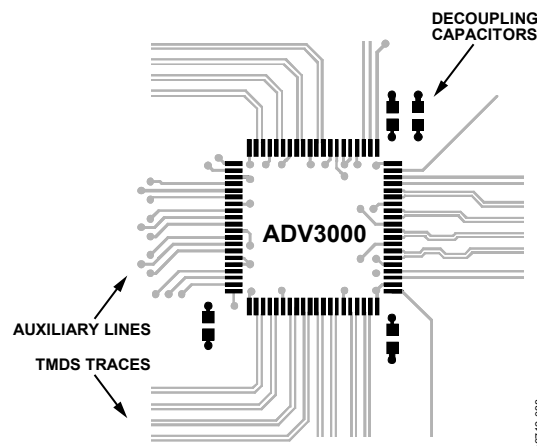 DECOUPLING
CAPACITORS
ADV3000
AUXILIARY LINES
TMDS TRACES